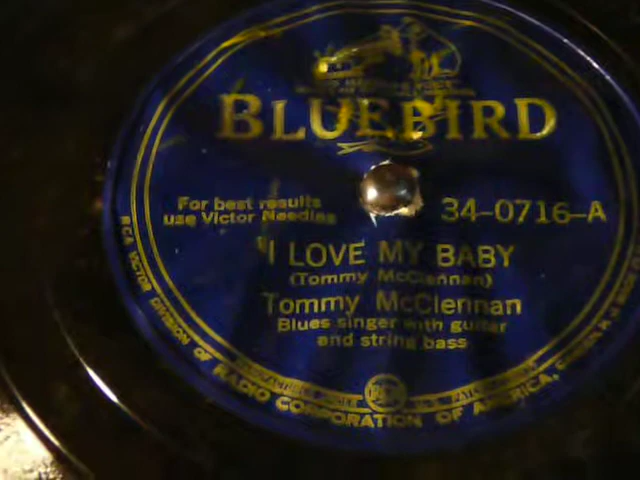 BLUEBIRD
For best results
use Victor Needles
34-0716-A
I LOVE MY BABY
(Tommy McClennan)
Tommy McClennan
Blues singer with guitar
and string bass
RCA VICTOR DIVISION OF RADIO CORPORATION OF AMERICA, CAMDEN, N. J.